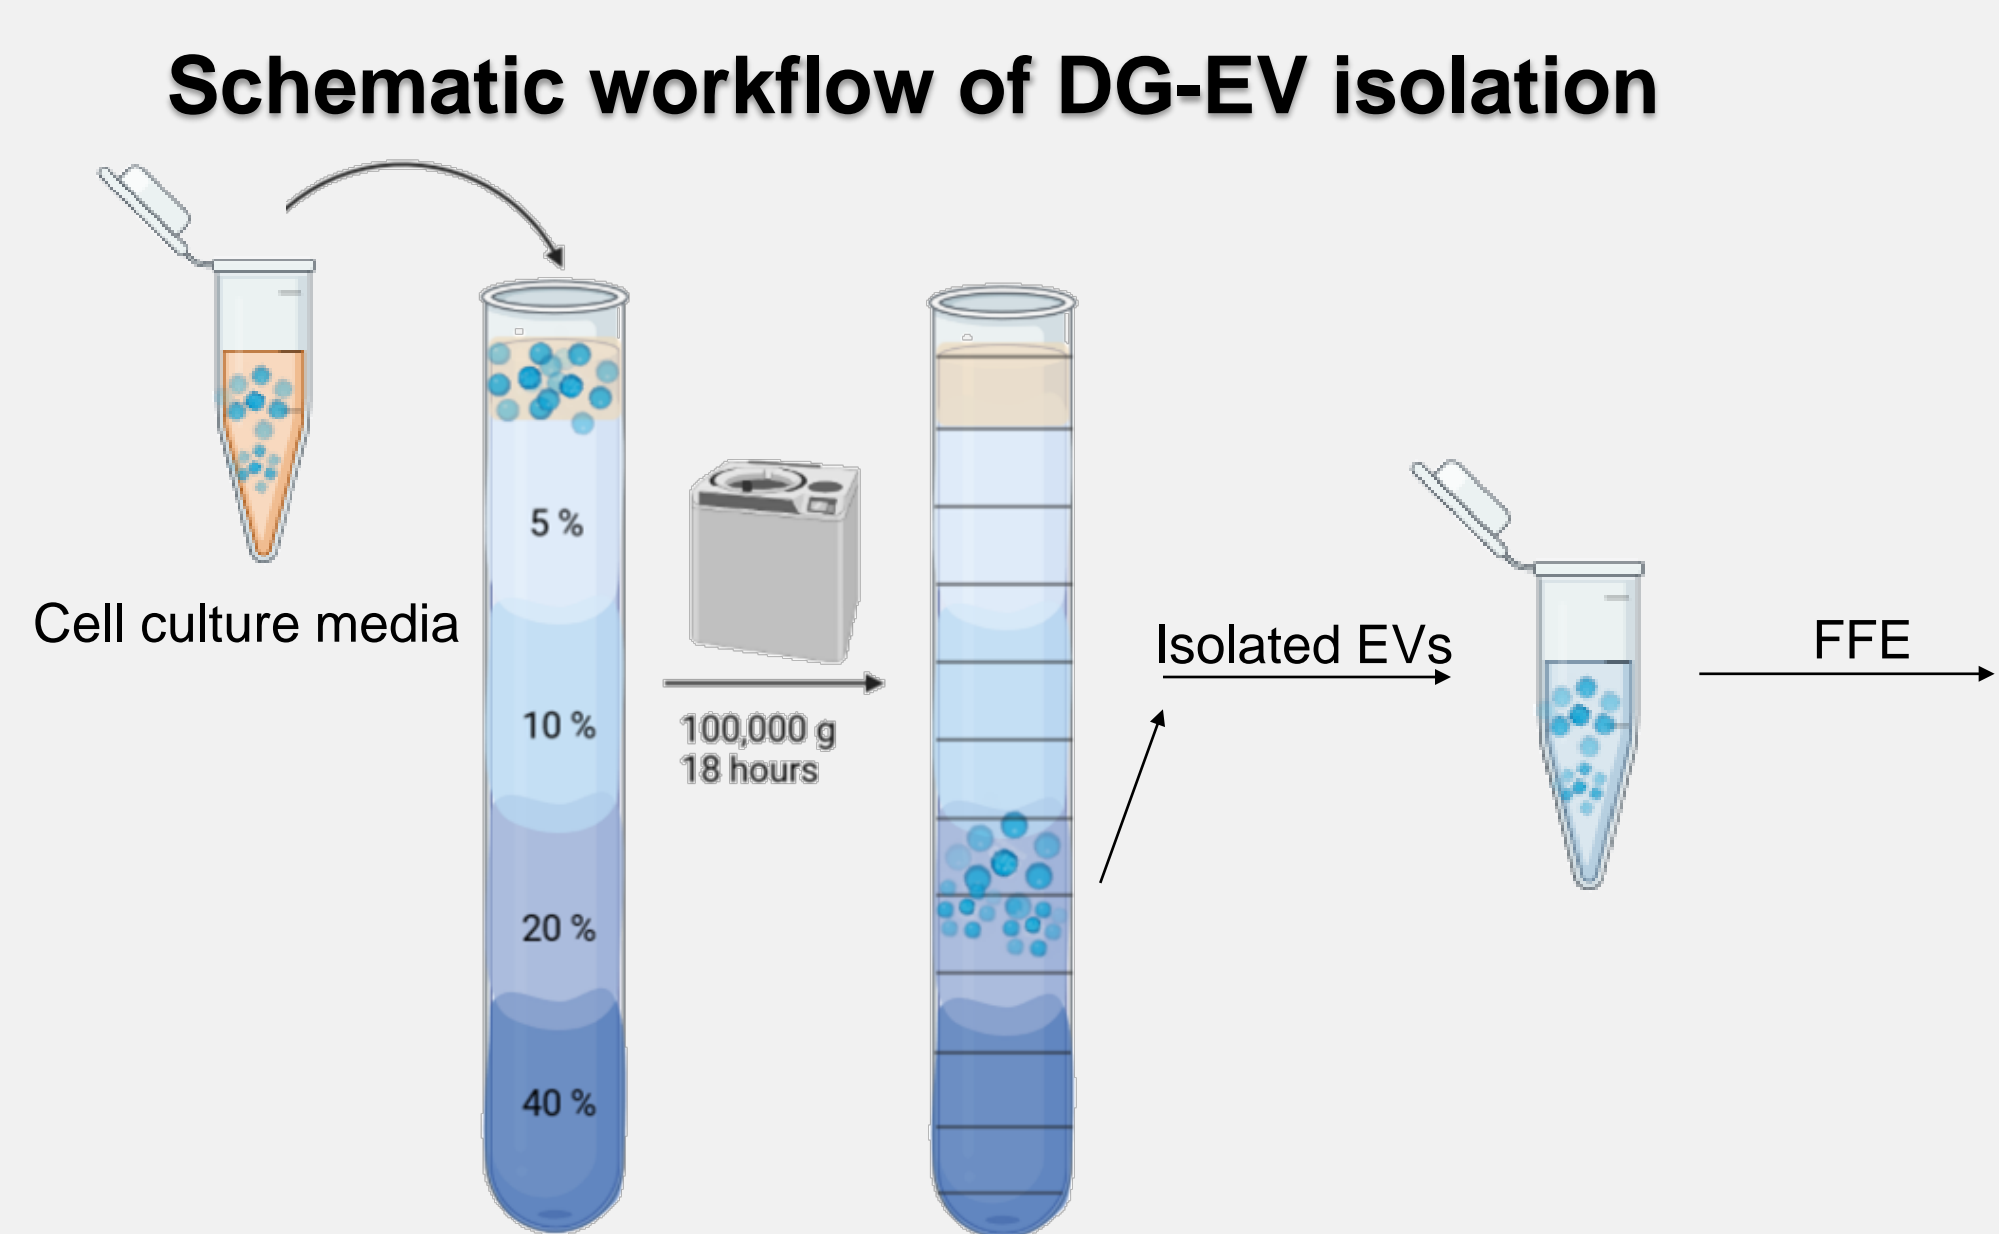 Schematic workflow of DG-EV isolation
Cell culture media
5 %
10 %
20 %
40 %
100,000 g
18 hours
Isolated EVs
FFE